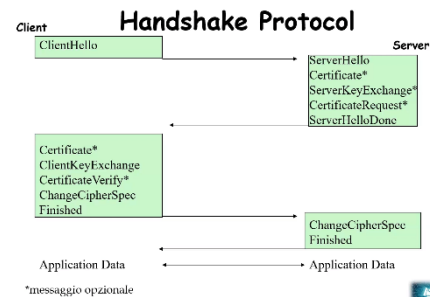 Handshake Protocol
Client
Server
ClientHello
ServerHello
Certificate*
ServerKeyExchange*
CertificateRequest*
ServerHelloDone
Certificate*
ClientKeyExchange
CertificateVerify*
ChangeCipherSpec
Finished
ChangeCipherSpec
Finished
Application Data
Application Data
*messaggio opzionale